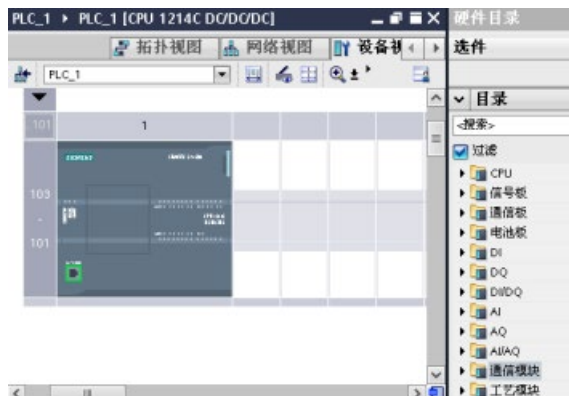 PLC_1 ▸ PLC_1 [CPU 1214C DC/DC/DC]
拓扑视图 网络视图 设备视
PLC_1
101
1
103
101
硬件目录
选件
目录
<搜索>
过滤
CPU
信号板
通信板
电池板
DI
DQ
DI/DQ
AI
AQ
AI/AQ
通信模块
工艺模块